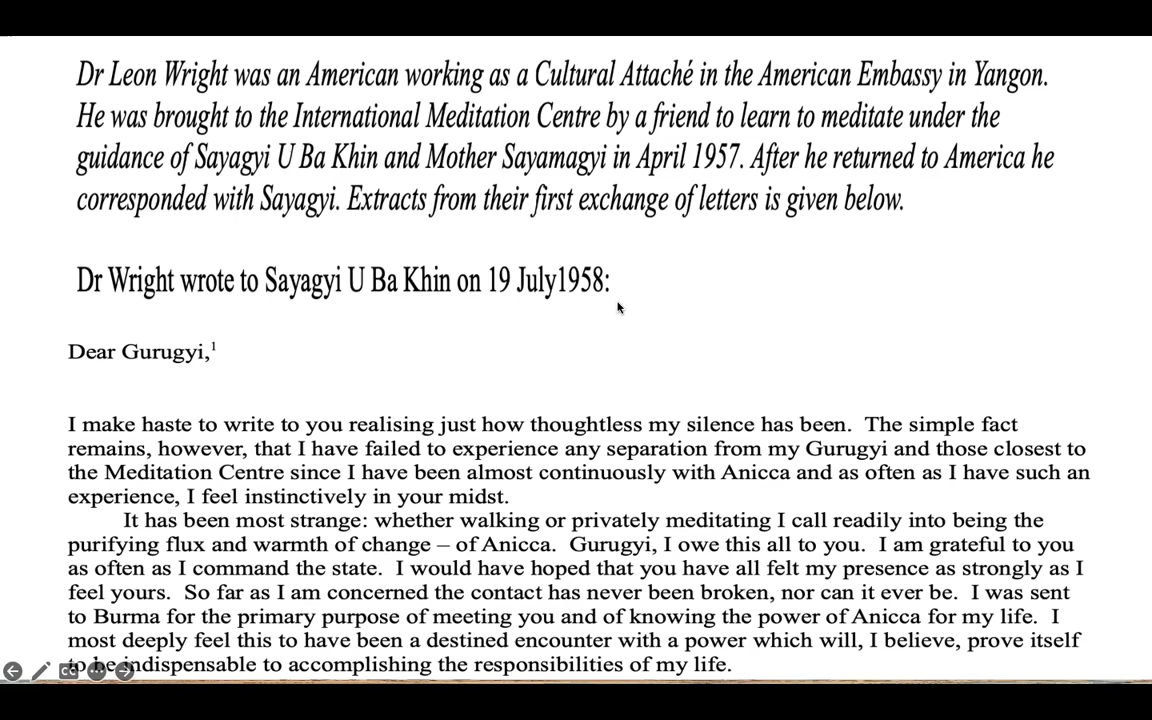 Dr Leon Wright was an American working as a Cultural Attaché in the American Embassy in Yangon.
He was brought to the International Meditation Centre by a friend to learn to meditate under the
guidance of Sayagyi U Ba Khin and Mother Sayamagyi in April 1957. After he returned to America he
corresponded with Sayagyi. Extracts from their first exchange of letters is given below.
Dr Wright wrote to Sayagyi U Ba Khin on 19 July1958:
Dear Gurugyi,¹
I make haste to write to you realising just how thoughtless my silence has been. The simple fact
remains, however, that I have failed to experience any separation from my Gurugyi and those closest to
the Meditation Centre since I have been almost continuously with Anicca and as often as I have such an
experience, I feel instinctively in your midst.
It has been most strange: whether walking or privately meditating I call readily into being the
purifying flux and warmth of change – of Anicca. Gurugyi, I owe this all to you. I am grateful to you
as often as I command the state. I would have hoped that you have all felt my presence as strongly as I
feel yours. So far as I am concerned the contact has never been broken, nor can it ever be. I was sent
to Burma for the primary purpose of meeting you and of knowing the power of Anicca for my life. I
most deeply feel this to have been a destined encounter with a power which will, I believe, prove itself
to be indispensable to accomplishing the responsibilities of my life.